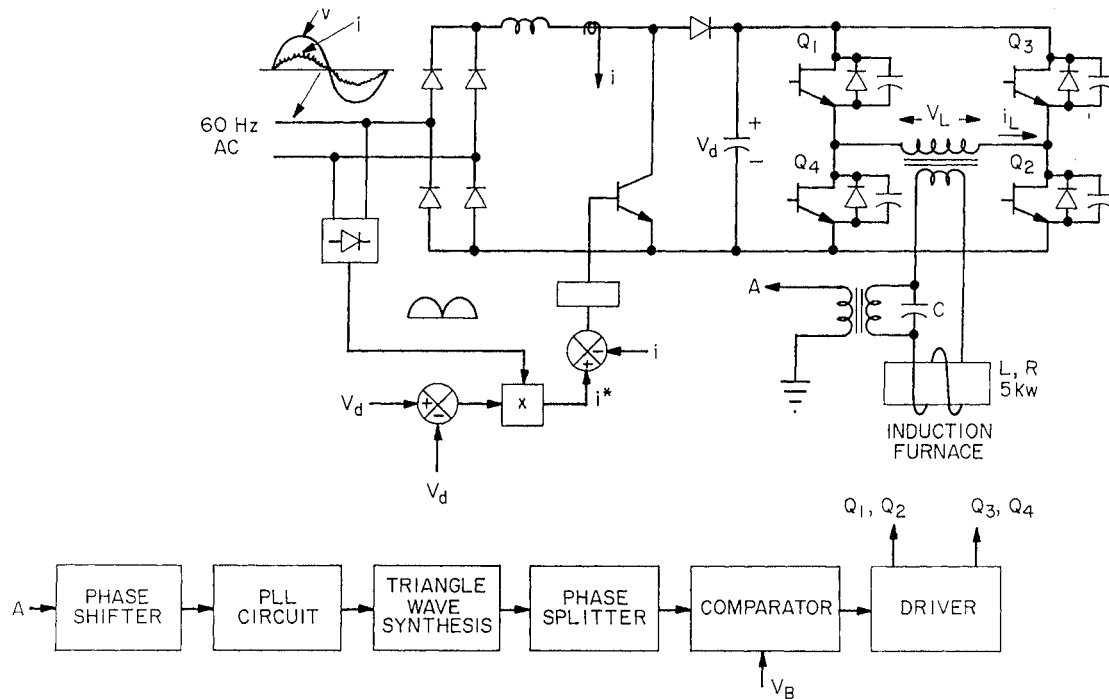 v
i
60 Hz
AC
i
V_d
+
-
Q_1
Q_3
V_L
i_L
Q_4
Q_2
A
C
L, R
5 kw
INDUCTION
FURNACE
i
-
+
i*
X
V_d
+
-
V_d
Q_1, Q_2
Q_3, Q_4
A
PHASE
SHIFTER
PLL
CIRCUIT
TRIANGLE
WAVE
SYNTHESIS
PHASE
SPLITTER
COMPARATOR
DRIVER
V_B